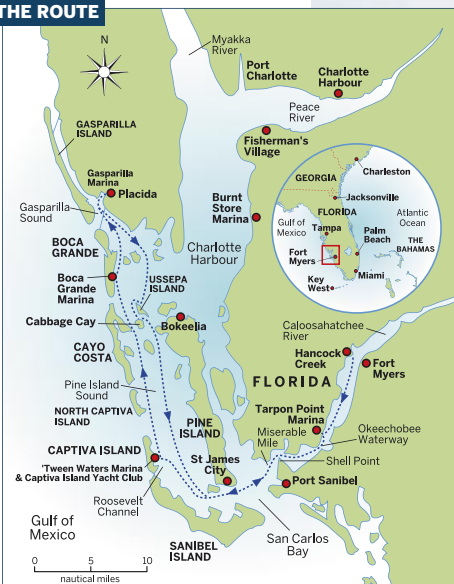 THE ROUTE
N
Myakka
River
Port
Charlotte
Charlotte
Harbour
Peace
River
GASPARILLA
ISLAND
Fisherman's
Village
Gasparilla
Marina
Placida
Gasparilla
Sound
Burnt
Store
Marina
GEORGIA
Charleston
Jacksonville
FLORIDA
Gulf of
Mexico
Tampa
Atlantic
Ocean
Palm
Beach
THE
BAHAMAS
Fort
Myers
Key
West
Miami
BOCA
GRANDE
Charlotte
Harbour
Boca
Grande
Marina
USSEPA
ISLAND
Cabbage Cay
Bokeelia
Caloosahatchee
River
CAYO
COSTA
Hancock
Creek
Fort
Myers
FLORIDA
Pine Island
Sound
NORTH CAPTIVA
ISLAND
Tarpon Point
Marina
PINE
ISLAND
Miserable
Mile
Okeechobee
Waterway
CAPTIVA ISLAND
'Tween Waters Marina
& Captiva Island Yacht Club
St James
City
Shell Point
Port Sanibel
Roosevelt
Channel
Gulf of
Mexico
San Carlos
Bay
SANIBEL
ISLAND
0 5 10
nautical miles